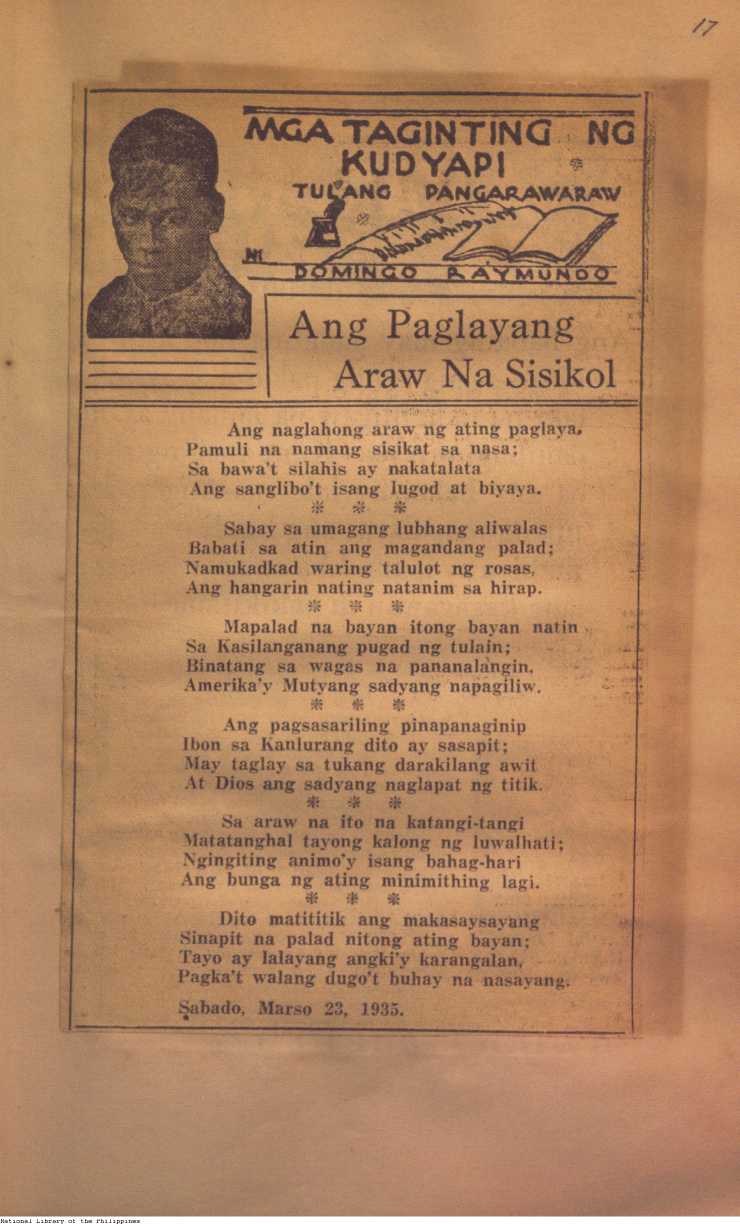 17
MGA TAGINTING NG
KUDYAPI
TULANG PANGARAWARAW
NI
DOMINGO RAYMUNDO
Ang Paglayang
Araw Na Sisikol
Ang naglahong araw ng ating paglaya,
Pamuli na namang sisikat sa nasa;
Sa bawa't silahis ay nakatalata
Ang sanglibo't isang lugod at biyaya.
* * *
Sabay sa umagang lubhang aliwalas
Babati sa atin ang magandang palad;
Namukadkad waring talulot ng rosas,
Ang hangarin nating natanim sa hirap.
* * *
Mapalad na bayan itong bayan natin
Sa Kasilanganang pugad ng tulain;
Binatang sa wagas na pananalangin,
Amerika'y Mutyang sadyang napagiliw.
* * *
Ang pagsasariling pinapanaginip
Ibon sa Kanlurang dito ay sasapit;
May taglay sa tukang darakilang awit
At Dios ang sadyang naglapat ng titik.
* * *
Sa araw na ito na katangi-tangi
Matatanghal tayong kalong ng luwalhati;
Ngingiting animo'y isang bahag-hari
Ang bunga ng ating minimithing lagi.
* * *
Dito matititik ang makasaysayang
Sinapit na palad nitong ating bayan;
Tayo ay lalayang angki'y karangalan,
Pagka't walang dugo't buhay na nasayang.
Sabado, Marso 23, 1935.
National Library of the Philippines